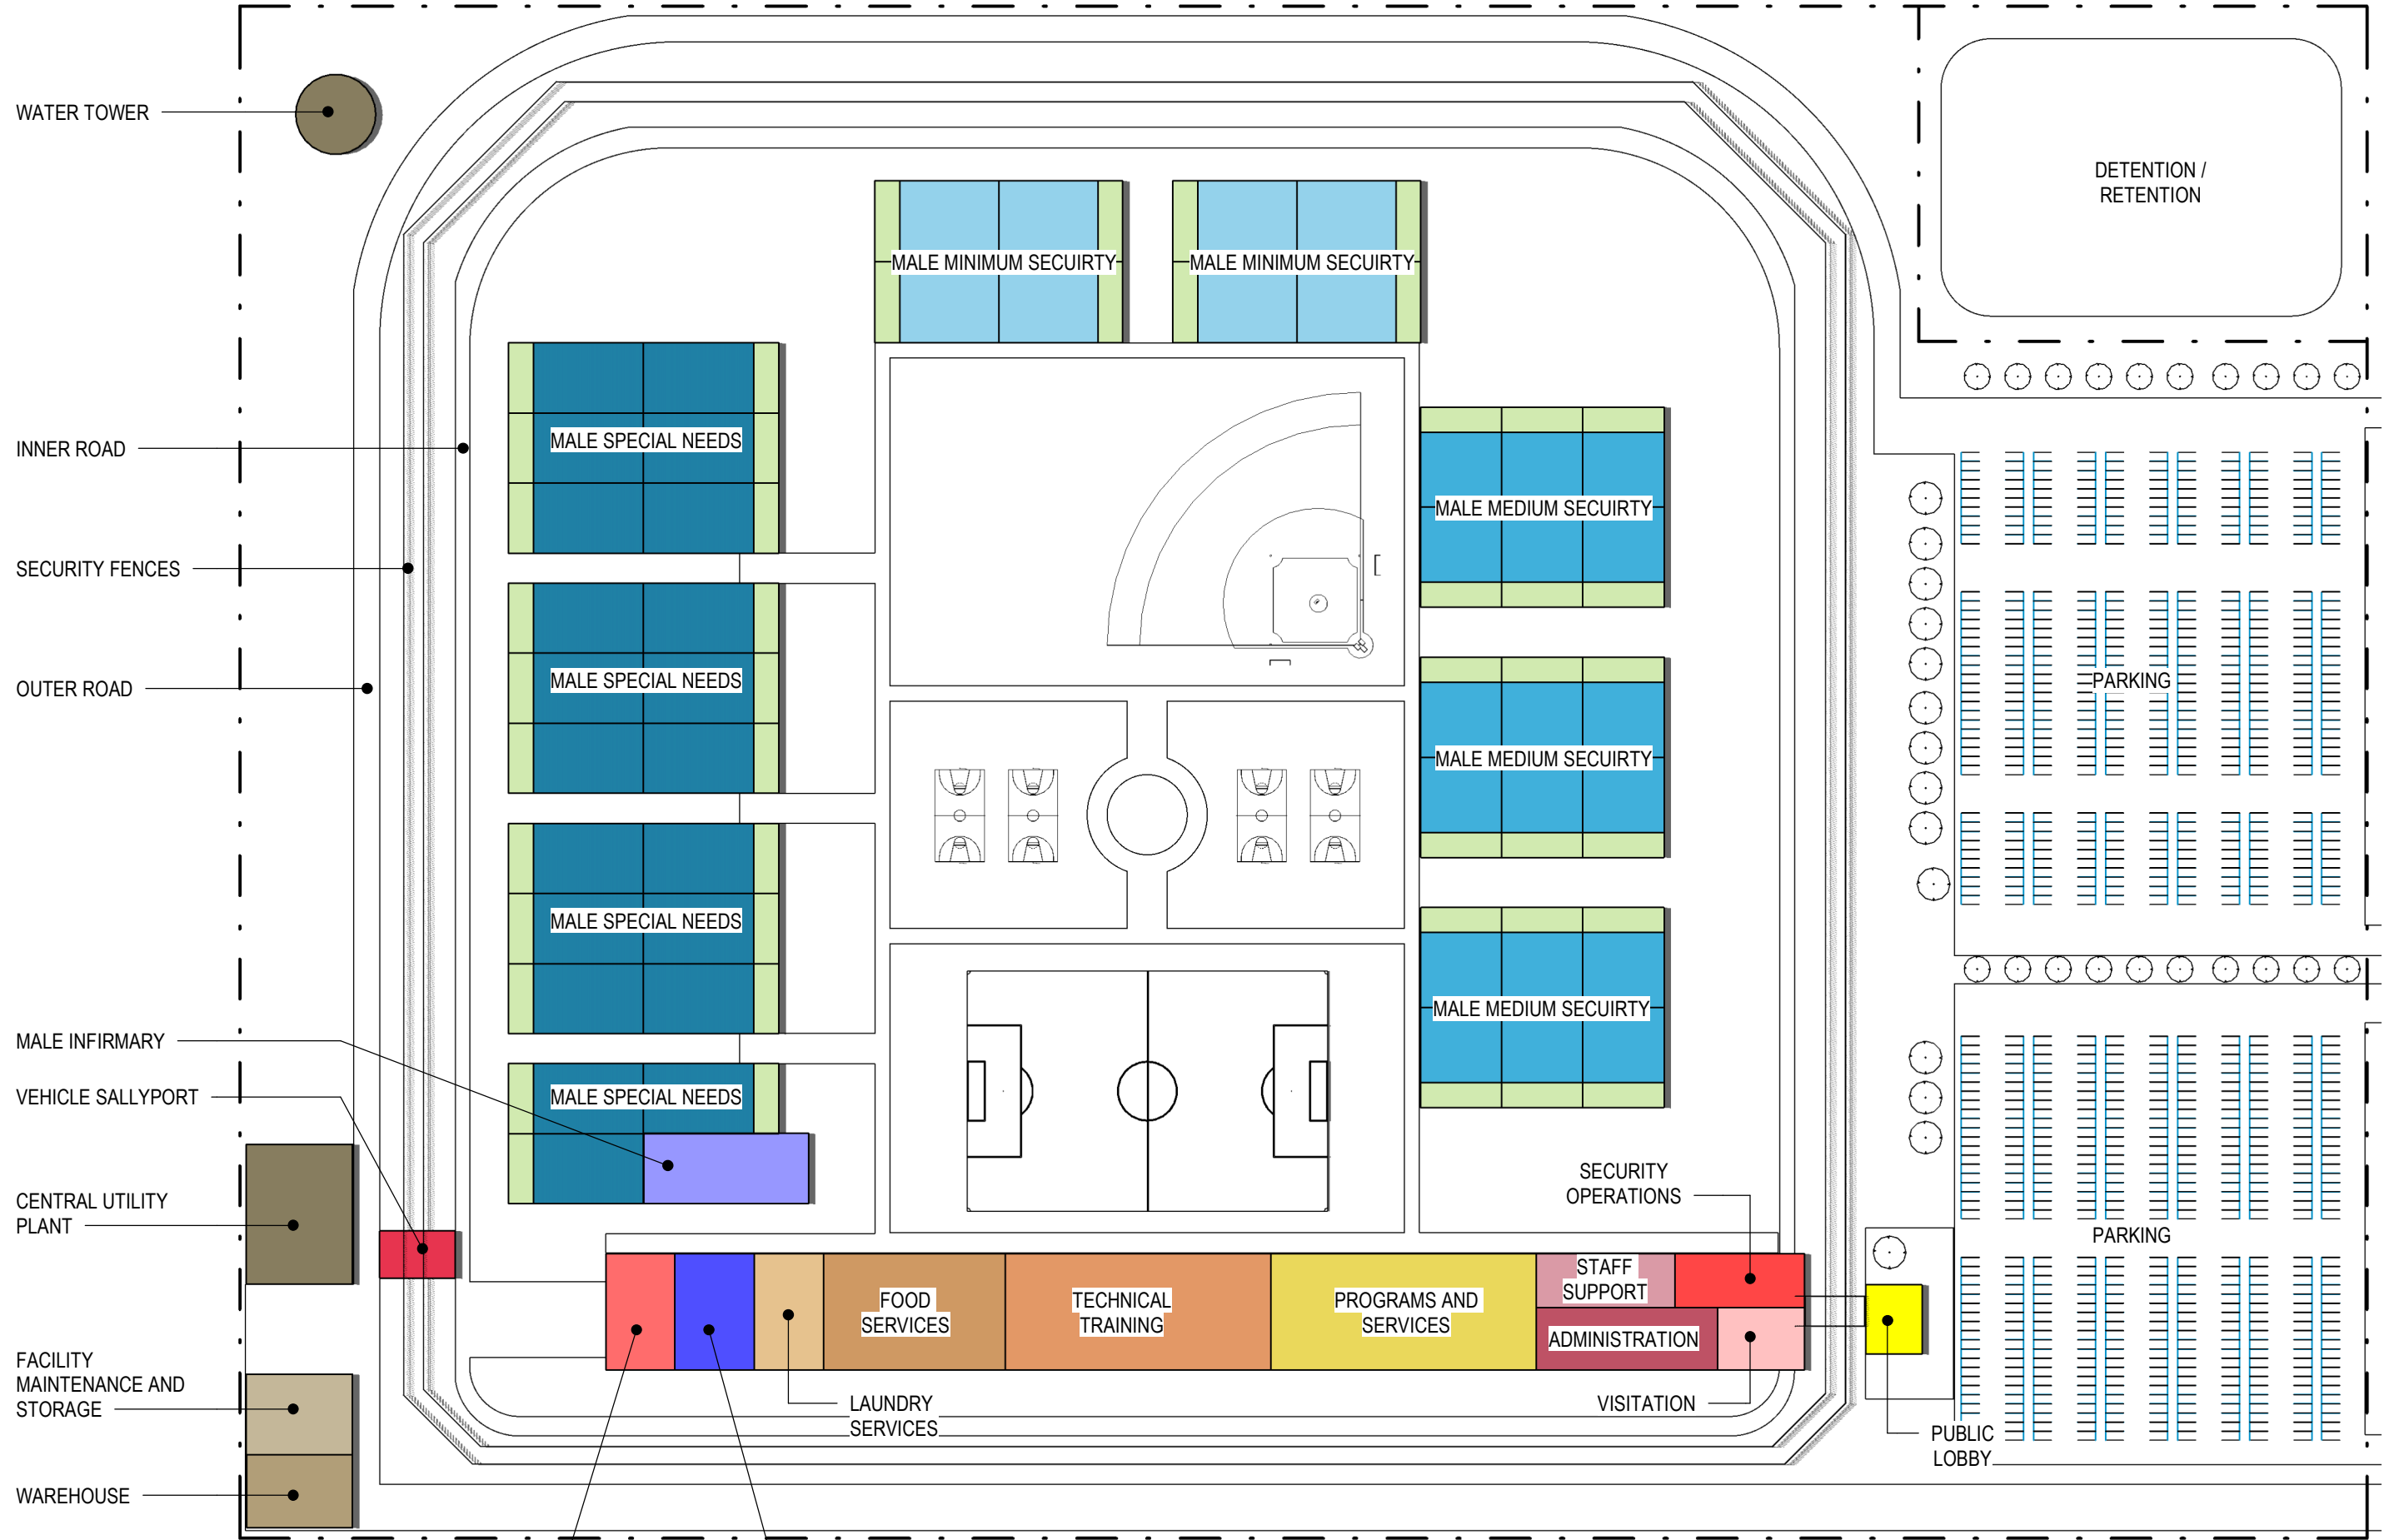 WATER TOWER
DETENTION /
RETENTION
MALE MINIMUM SECUIRTY
MALE MINIMUM SECUIRTY
INNER ROAD
MALE SPECIAL NEEDS
MALE MEDIUM SECUIRTY
SECURITY FENCES
OUTER ROAD
MALE SPECIAL NEEDS
PARKING
MALE MEDIUM SECUIRTY
MALE SPECIAL NEEDS
MALE MEDIUM SECUIRTY
MALE INFIRMARY
VEHICLE SALLYPORT
MALE SPECIAL NEEDS
SECURITY
OPERATIONS
CENTRAL UTILITY
PLANT
PARKING
FOOD
SERVICES
TECHNICAL
TRAINING
PROGRAMS AND
SERVICES
STAFF
SUPPORT
ADMINISTRATION
FACILITY
MAINTENANCE AND
STORAGE
LAUNDRY
SERVICES
VISITATION
PUBLIC
LOBBY
WAREHOUSE